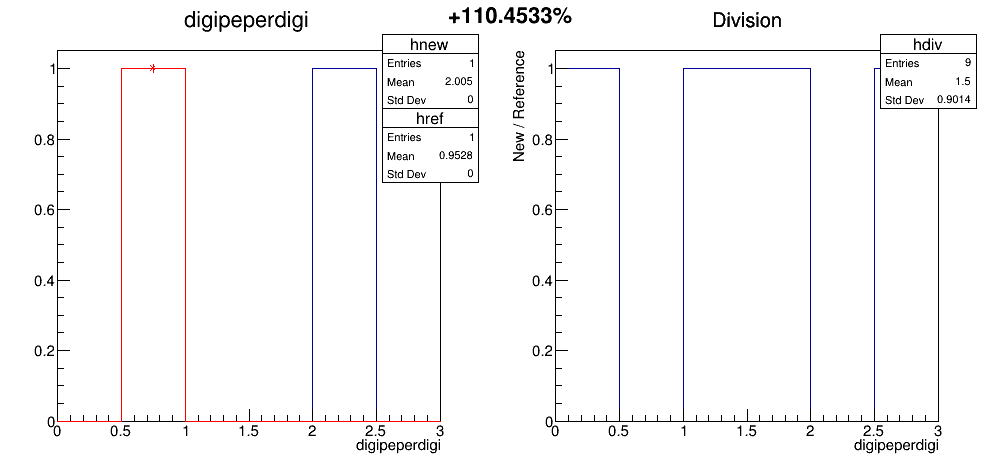 +110.4533%
digipeperdigi
hnew
Entries 1
Mean 2.005
Std Dev 0
href
Entries 1
Mean 0.9528
Std Dev 0
1
0.8
0.6
0.4
0.2
0
0 0.5 1 1.5 2 2.5 3
digipeperdigi
Division
hdiv
Entries 9
Mean 1.5
Std Dev 0.9014
New / Reference
1
0.8
0.6
0.4
0.2
0
0 0.5 1 1.5 2 2.5 3
digipeperdigi